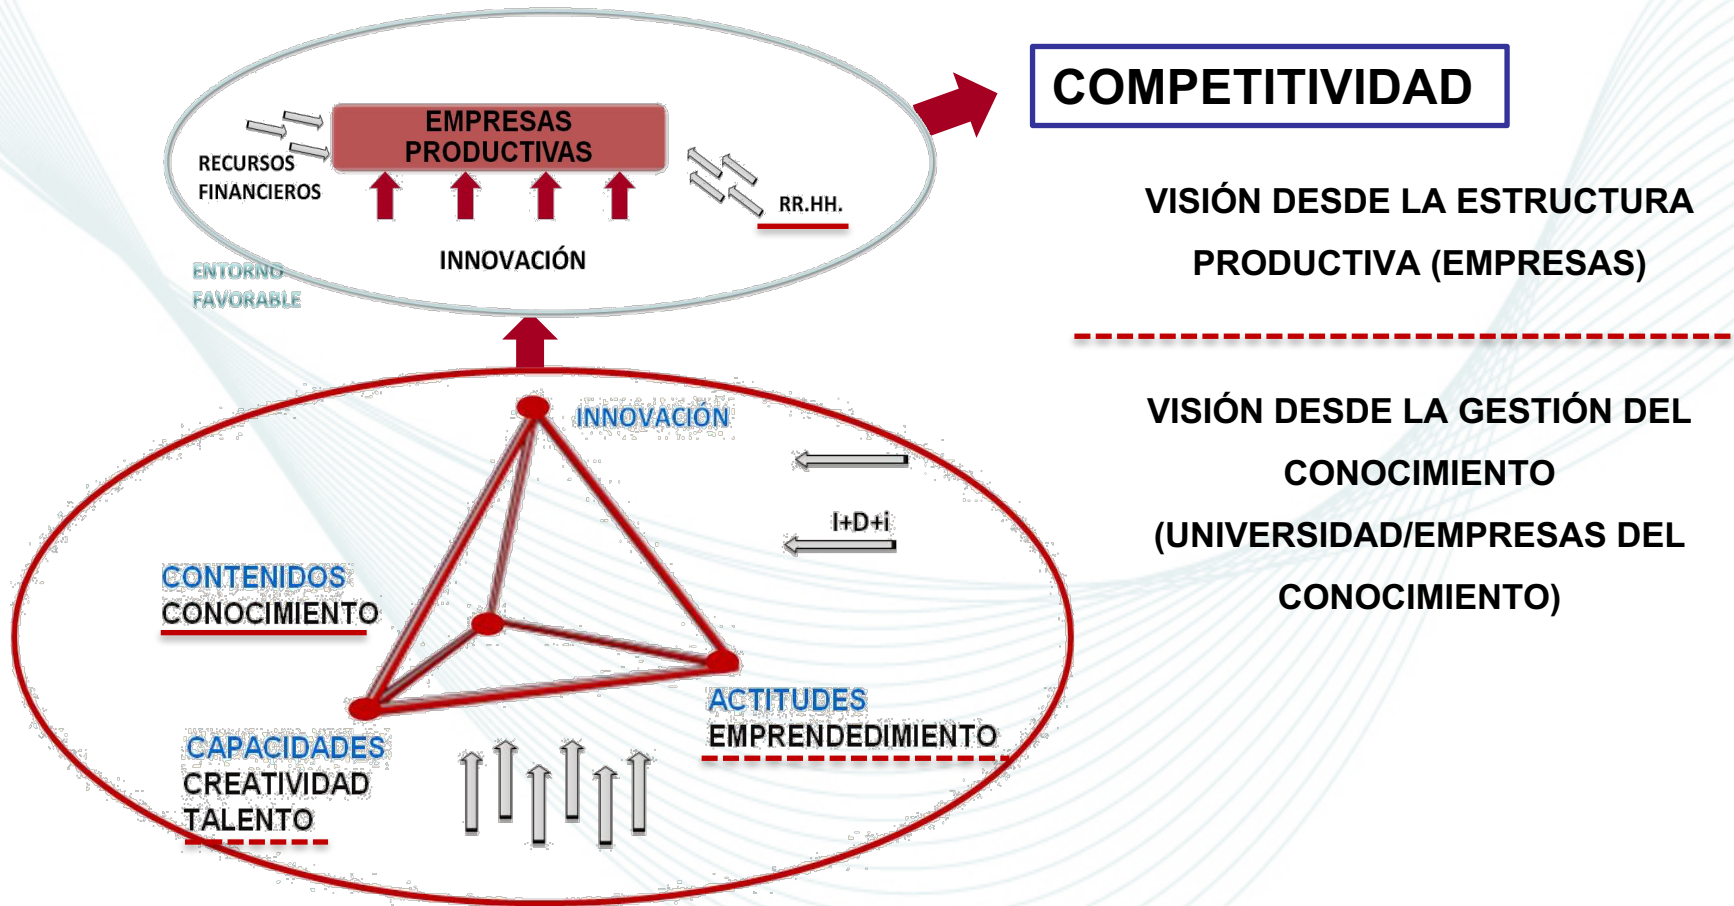 COMPETITIVIDAD
EMPRESAS
PRODUCTIVAS
RECURSOS
FINANCIEROS
RR.HH.
INNOVACIÓN
ENTORNO
FAVORABLE
VISIÓN DESDE LA ESTRUCTURA
PRODUCTIVA (EMPRESAS)
INNOVACIÓN
I+D+i
CONTENIDOS
CONOCIMIENTO
ACTITUDES
EMPRENDEDIMIENTO
CAPACIDADES
CREATIVIDAD
TALENTO
VISIÓN DESDE LA GESTIÓN DEL
CONOCIMIENTO
(UNIVERSIDAD/EMPRESAS DEL
CONOCIMIENTO)